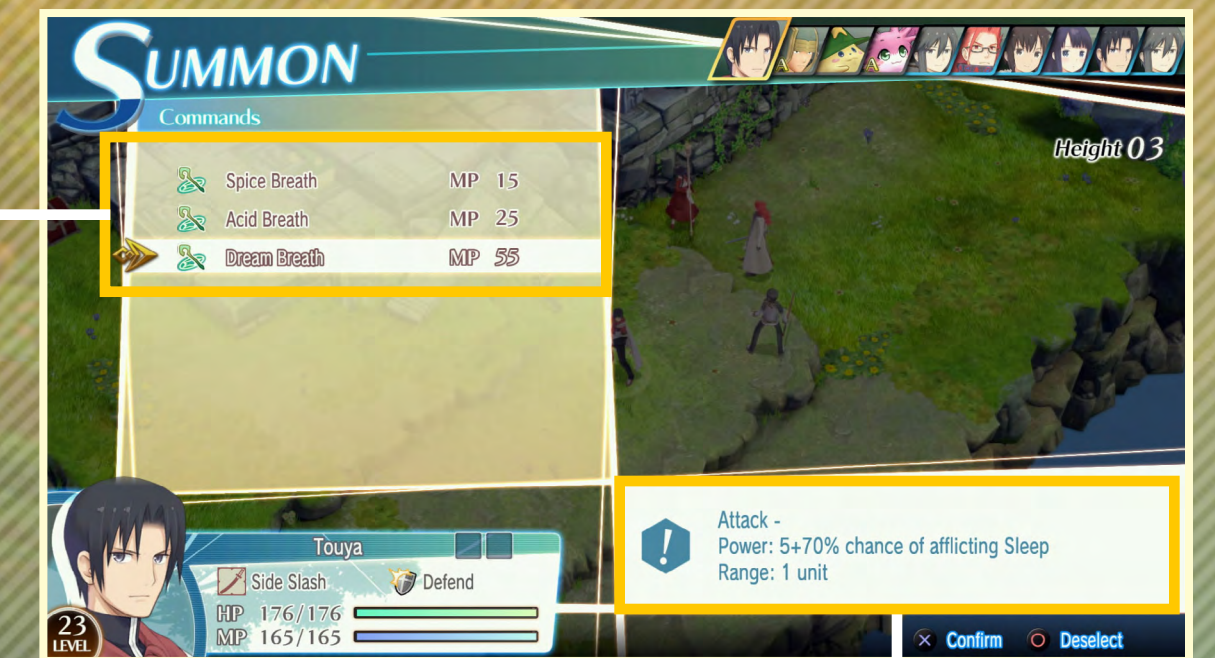 SUMMON
Commands
Height 03
Spice Breath MP 15
Acid Breath MP 25
Dream Breath MP 55
Attack -
Power: 5+70% chance of afflicting Sleep
Range: 1 unit
Touya
Side Slash Defend
HP 176/176
MP 165/165
23
LEVEL
Confirm Deselect
A
A